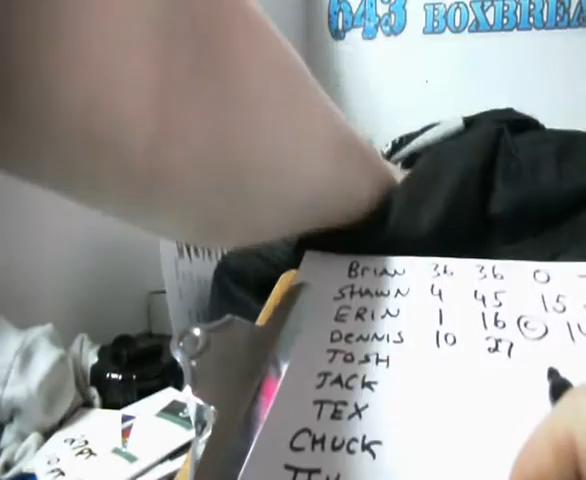 643 BOXBREA
BRIAN 36 36 0
SHAWN 4 45 15
ERIN 1 16 © 1
DENNIS 10 27
JOSH
JACK
TEX
CHUCK